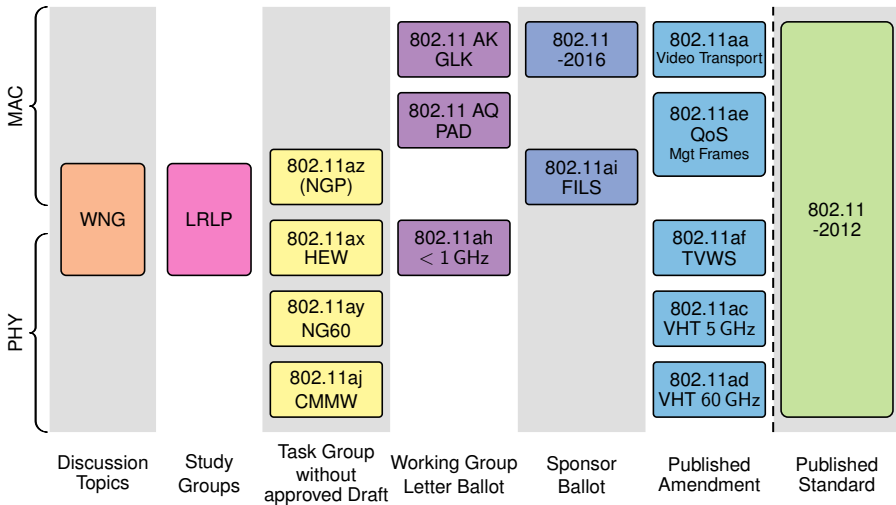 MAC
PHY
WNG
LRLP
802.11az
(NGP)
802.11ax
HEW
802.11ay
NG60
802.11aj
CMMW
802.11 AK
GLK
802.11 AQ
PAD
802.11ah
< 1 GHz
802.11
-2016
802.11ai
FILS
802.11aa
Video Transport
802.11ae
QoS
Mgt Frames
802.11af
TVWS
802.11ac
VHT 5 GHz
802.11ad
VHT 60 GHz
802.11
-2012
Discussion
Topics
Study
Groups
Task Group
without
approved Draft
Working Group
Letter Ballot
Sponsor
Ballot
Published
Amendment
Published
Standard